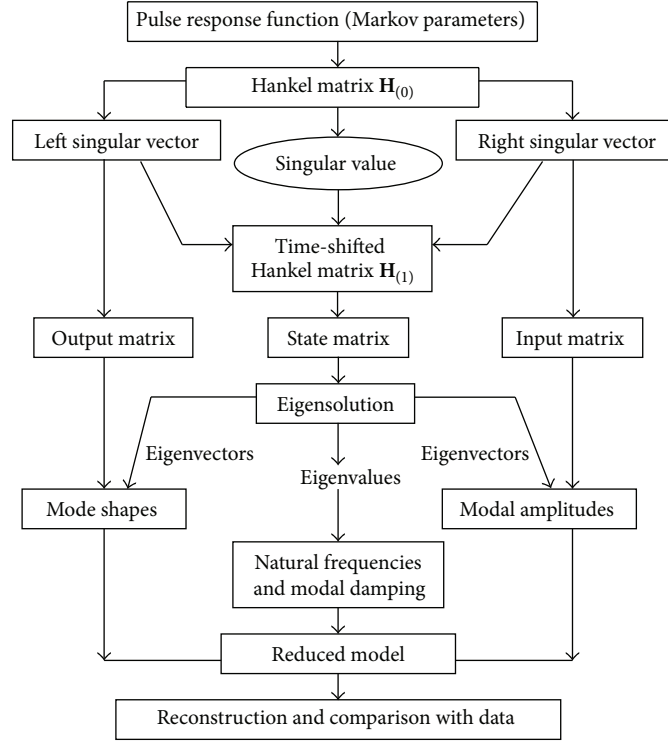 Pulse response function (Markov parameters)
Hankel matrix H(0)
Left singular vector
Singular value
Right singular vector
Time-shifted
Hankel matrix H(1)
Output matrix
State matrix
Input matrix
Eigensolution
Eigenvectors
Eigenvalues
Eigenvectors
Mode shapes
Modal amplitudes
Natural frequencies
and modal damping
Reduced model
Reconstruction and comparison with data